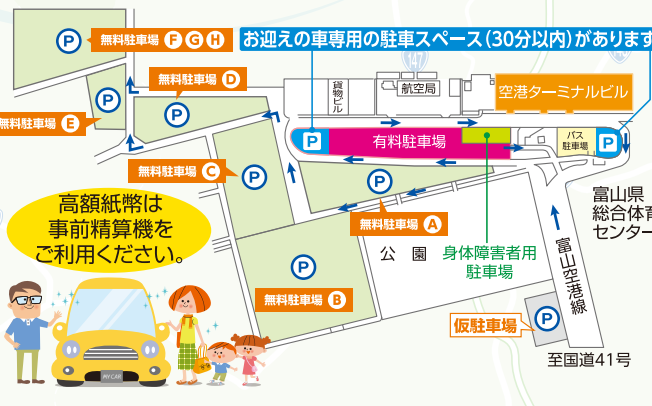 無料駐車場 F G H
お迎えの車専用の駐車スペース(30分以内)があります
P
147
無料駐車場 D
貨物ビル
航空局
空港ターミナルビル
P
P
無料駐車場 E
P
有料駐車場
バス
駐車場
P
無料駐車場 C
P
P
高額紙幣は
事前精算機を
ご利用ください。
無料駐車場 A
公園
身体障害者用
駐車場
富山県
総合体育
センター
富山空港線
P
無料駐車場 B
仮駐車場
P
至国道41号
MY CAR